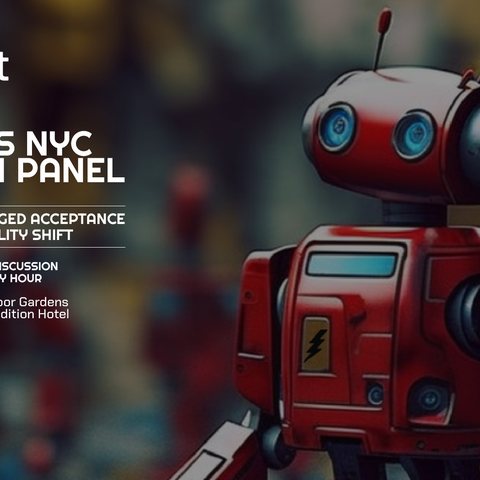 t
S NYC
PANEL
GED ACCEPTANCE
LITY SHIFT
ISCUSSION
Y HOUR
oor Gardens
dition Hotel